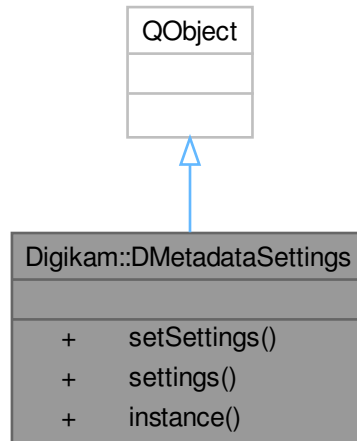 QObject
Digikam::DMetadataSettings
+ setSettings()
+ settings()
+ instance()